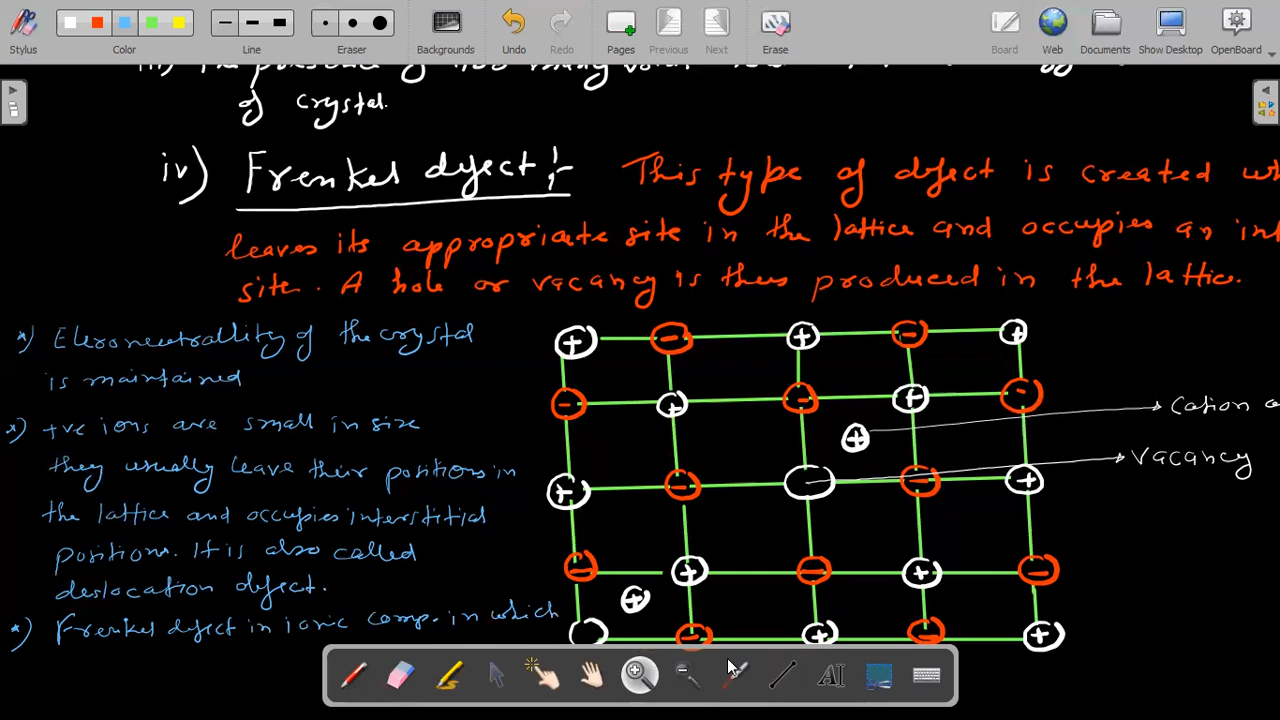 Stylus
Color
Line
Eraser
Backgrounds
Undo
Redo
Pages
Previous
Next
Erase
Board
Web
Documents
Show Desktop
OpenBoard
of crystal.
iv) Frenkel defect :- This type of defect is created
leaves its appropriate site in the lattice and occupies an
site. A hole or vacancy is thus produced in the lattice.
*) Eleroneutrallity of the crystal
is maintained
*) +ve ions are small in size
they usually leave their positions in
the lattice and occupies interstitial
positions. It is also called
deslocation defect.
*) Frenkel defect in ionic comp. in which
+ - + - +
- + - + -
+ Cation
+ - - +
Vacancy
- + - + -
+
- + - +